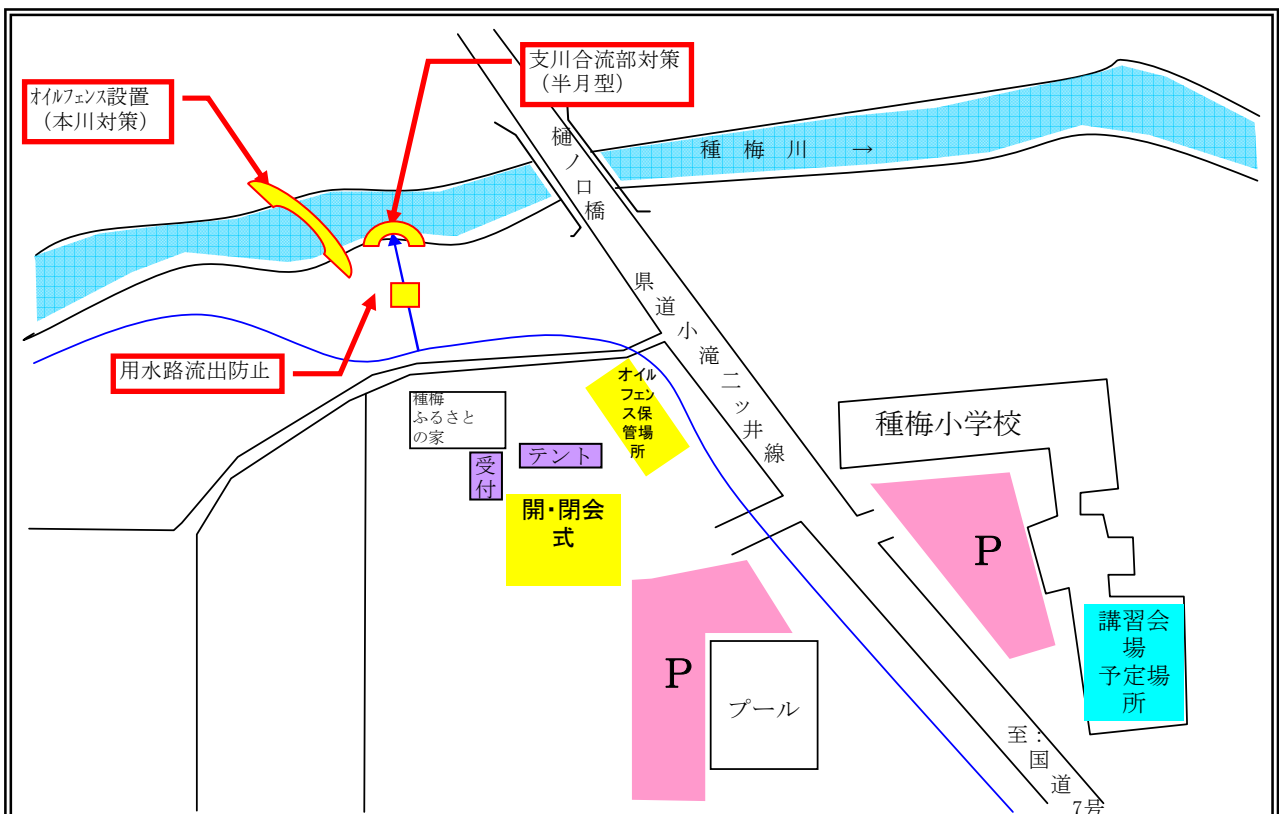 支川合流部対策
（半月型）
オイルフェンス設置
（本川対策）
樋ノ口橋
種梅川　→
県道小滝二ツ井線
用水路流出防止
オイル
フェン
ス保
管場
所
種梅
ふるさと
の家
種梅小学校
テント
受
付
開・閉会
式
P
P
講習会
場
予定場
所
プール
至：国道7号